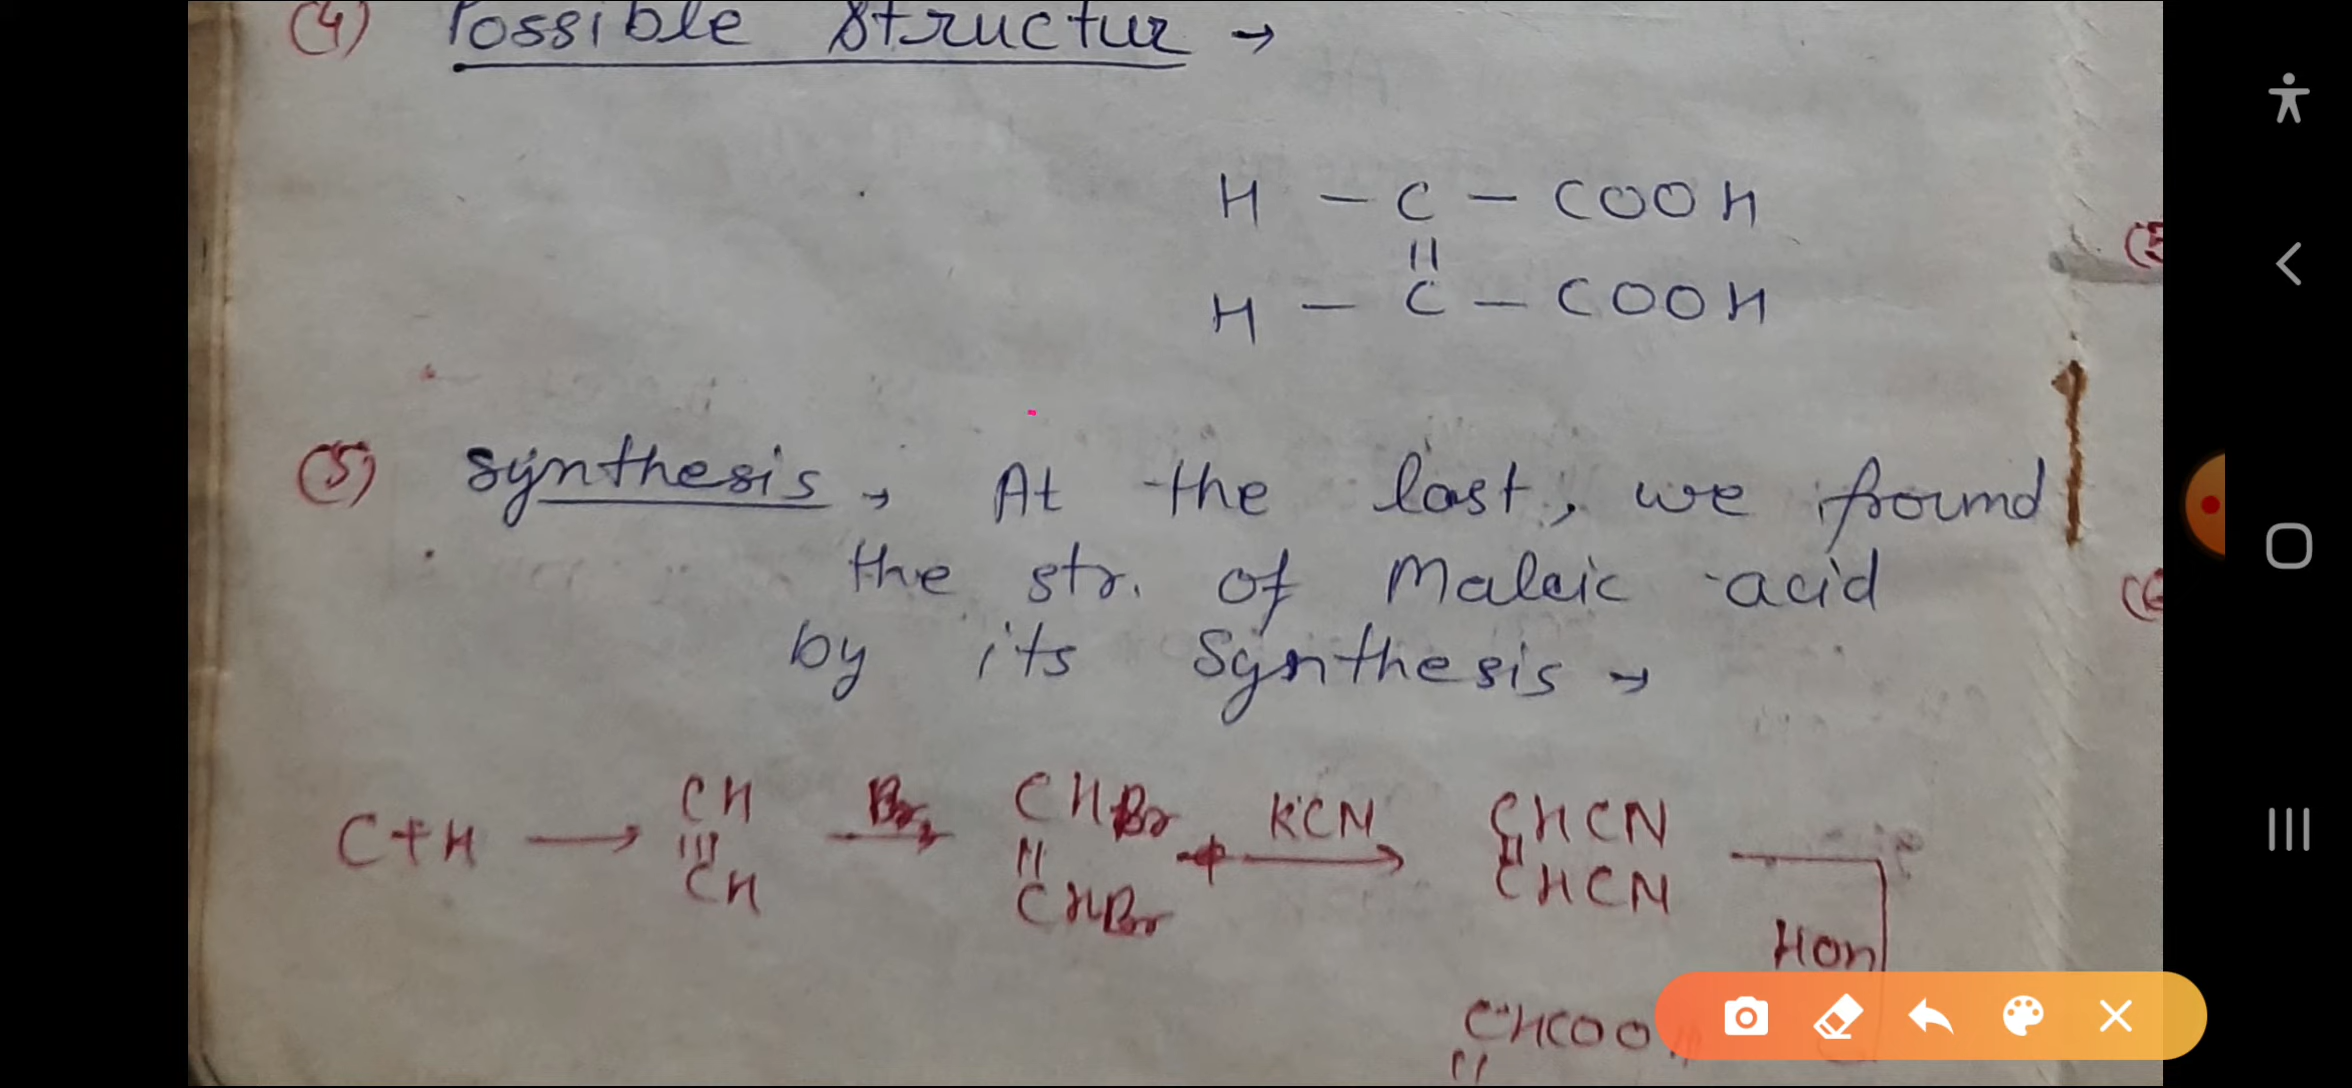 (4) Possible Structur →
H – C – COOH
||
H – C – COOH
(5) Synthesis → At the last, we found
the str. of Maleic acid
by its Synthesis →
C+H → CH ≡ CH Br₂ → CHBr = CHBr KCN → CHCN = CHCN
HOH
CHCOO
||